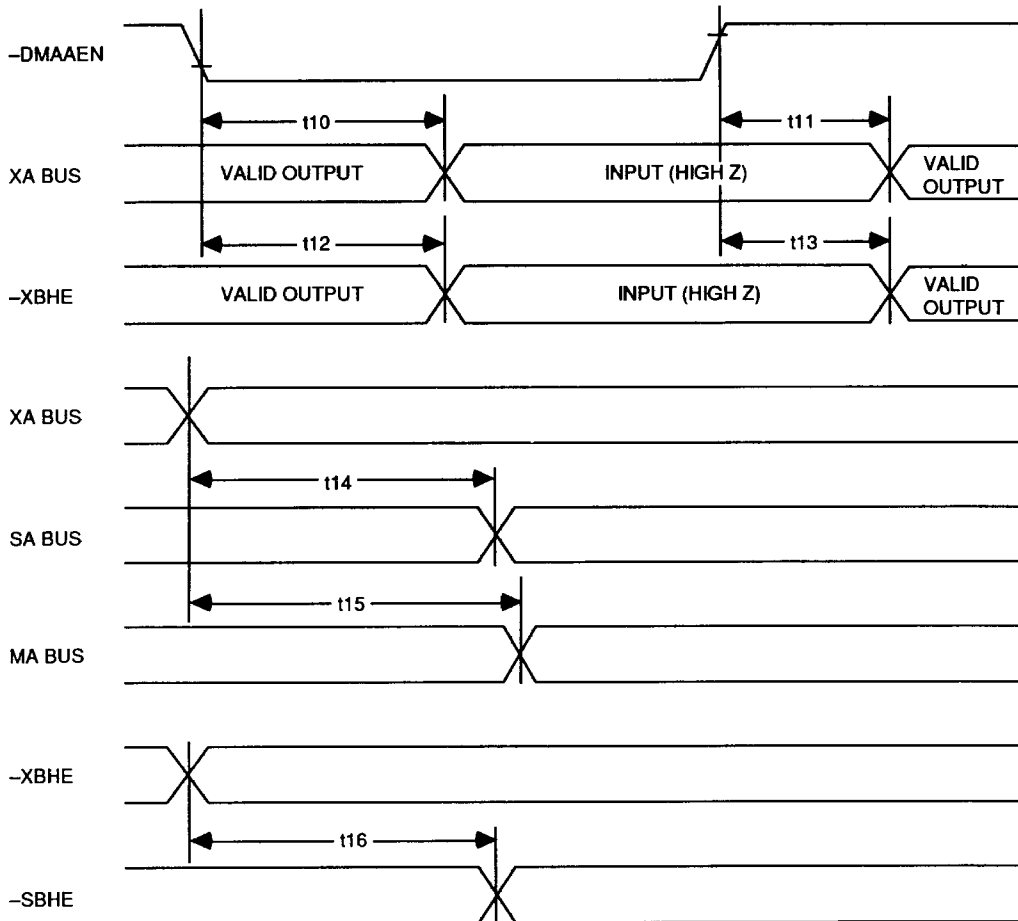 –DMAAEN
t10
t11
XA BUS
VALID OUTPUT
INPUT (HIGH Z)
VALID
OUTPUT
t12
t13
–XBHE
VALID OUTPUT
INPUT (HIGH Z)
VALID
OUTPUT
XA BUS
t14
SA BUS
t15
MA BUS
–XBHE
t16
–SBHE